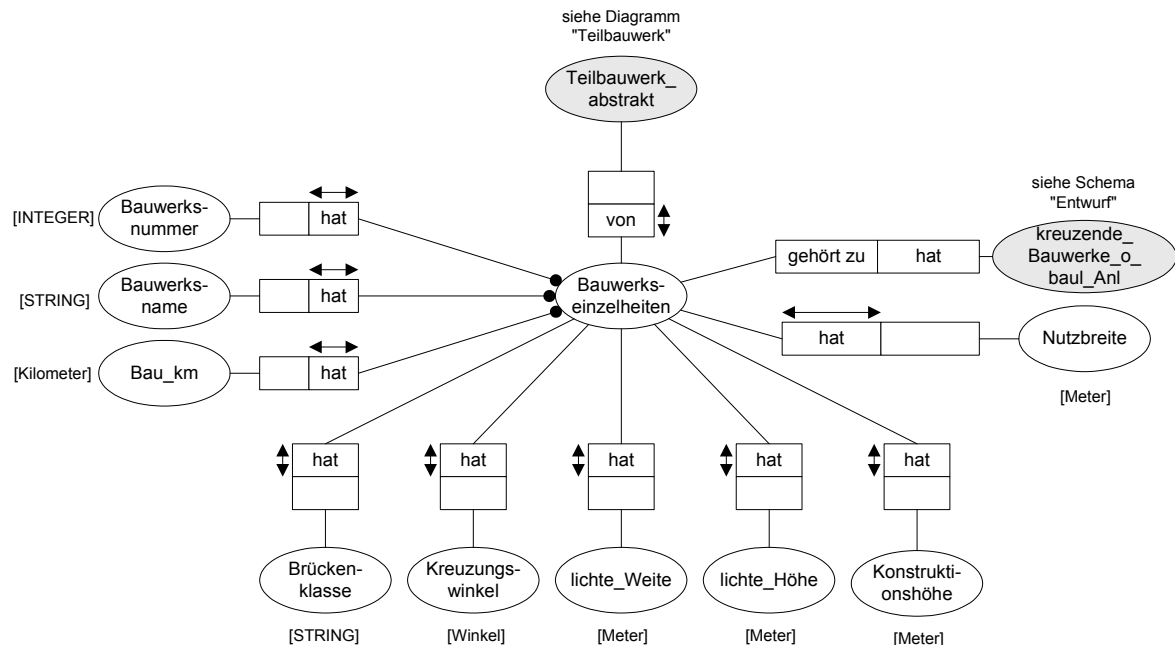 siehe Diagramm
"Teilbauwerk"
Teilbauwerk_
abstrakt
von
siehe Schema
"Entwurf"
kreuzende_
Bauwerke_o_
baul_Anl
gehört zu
hat
[INTEGER]
Bauwerks-
nummer
hat
[STRING]
Bauwerks-
name
hat
[Kilometer]
Bau_km
hat
Bauwerks-
einzelheiten
hat
Nutzbreite
[Meter]
hat
hat
hat
hat
hat
Brücken-
klasse
Kreuzungs-
winkel
lichte_Weite
lichte_Höhe
Konstrukti-
onshöhe
[STRING]
[Winkel]
[Meter]
[Meter]
[Meter]